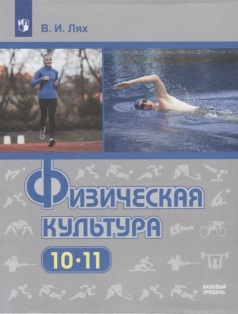 В. И. Лях
Физическая
КУЛЬТУРА
10•11
БАЗОВЫЙ
УРОВЕНЬ